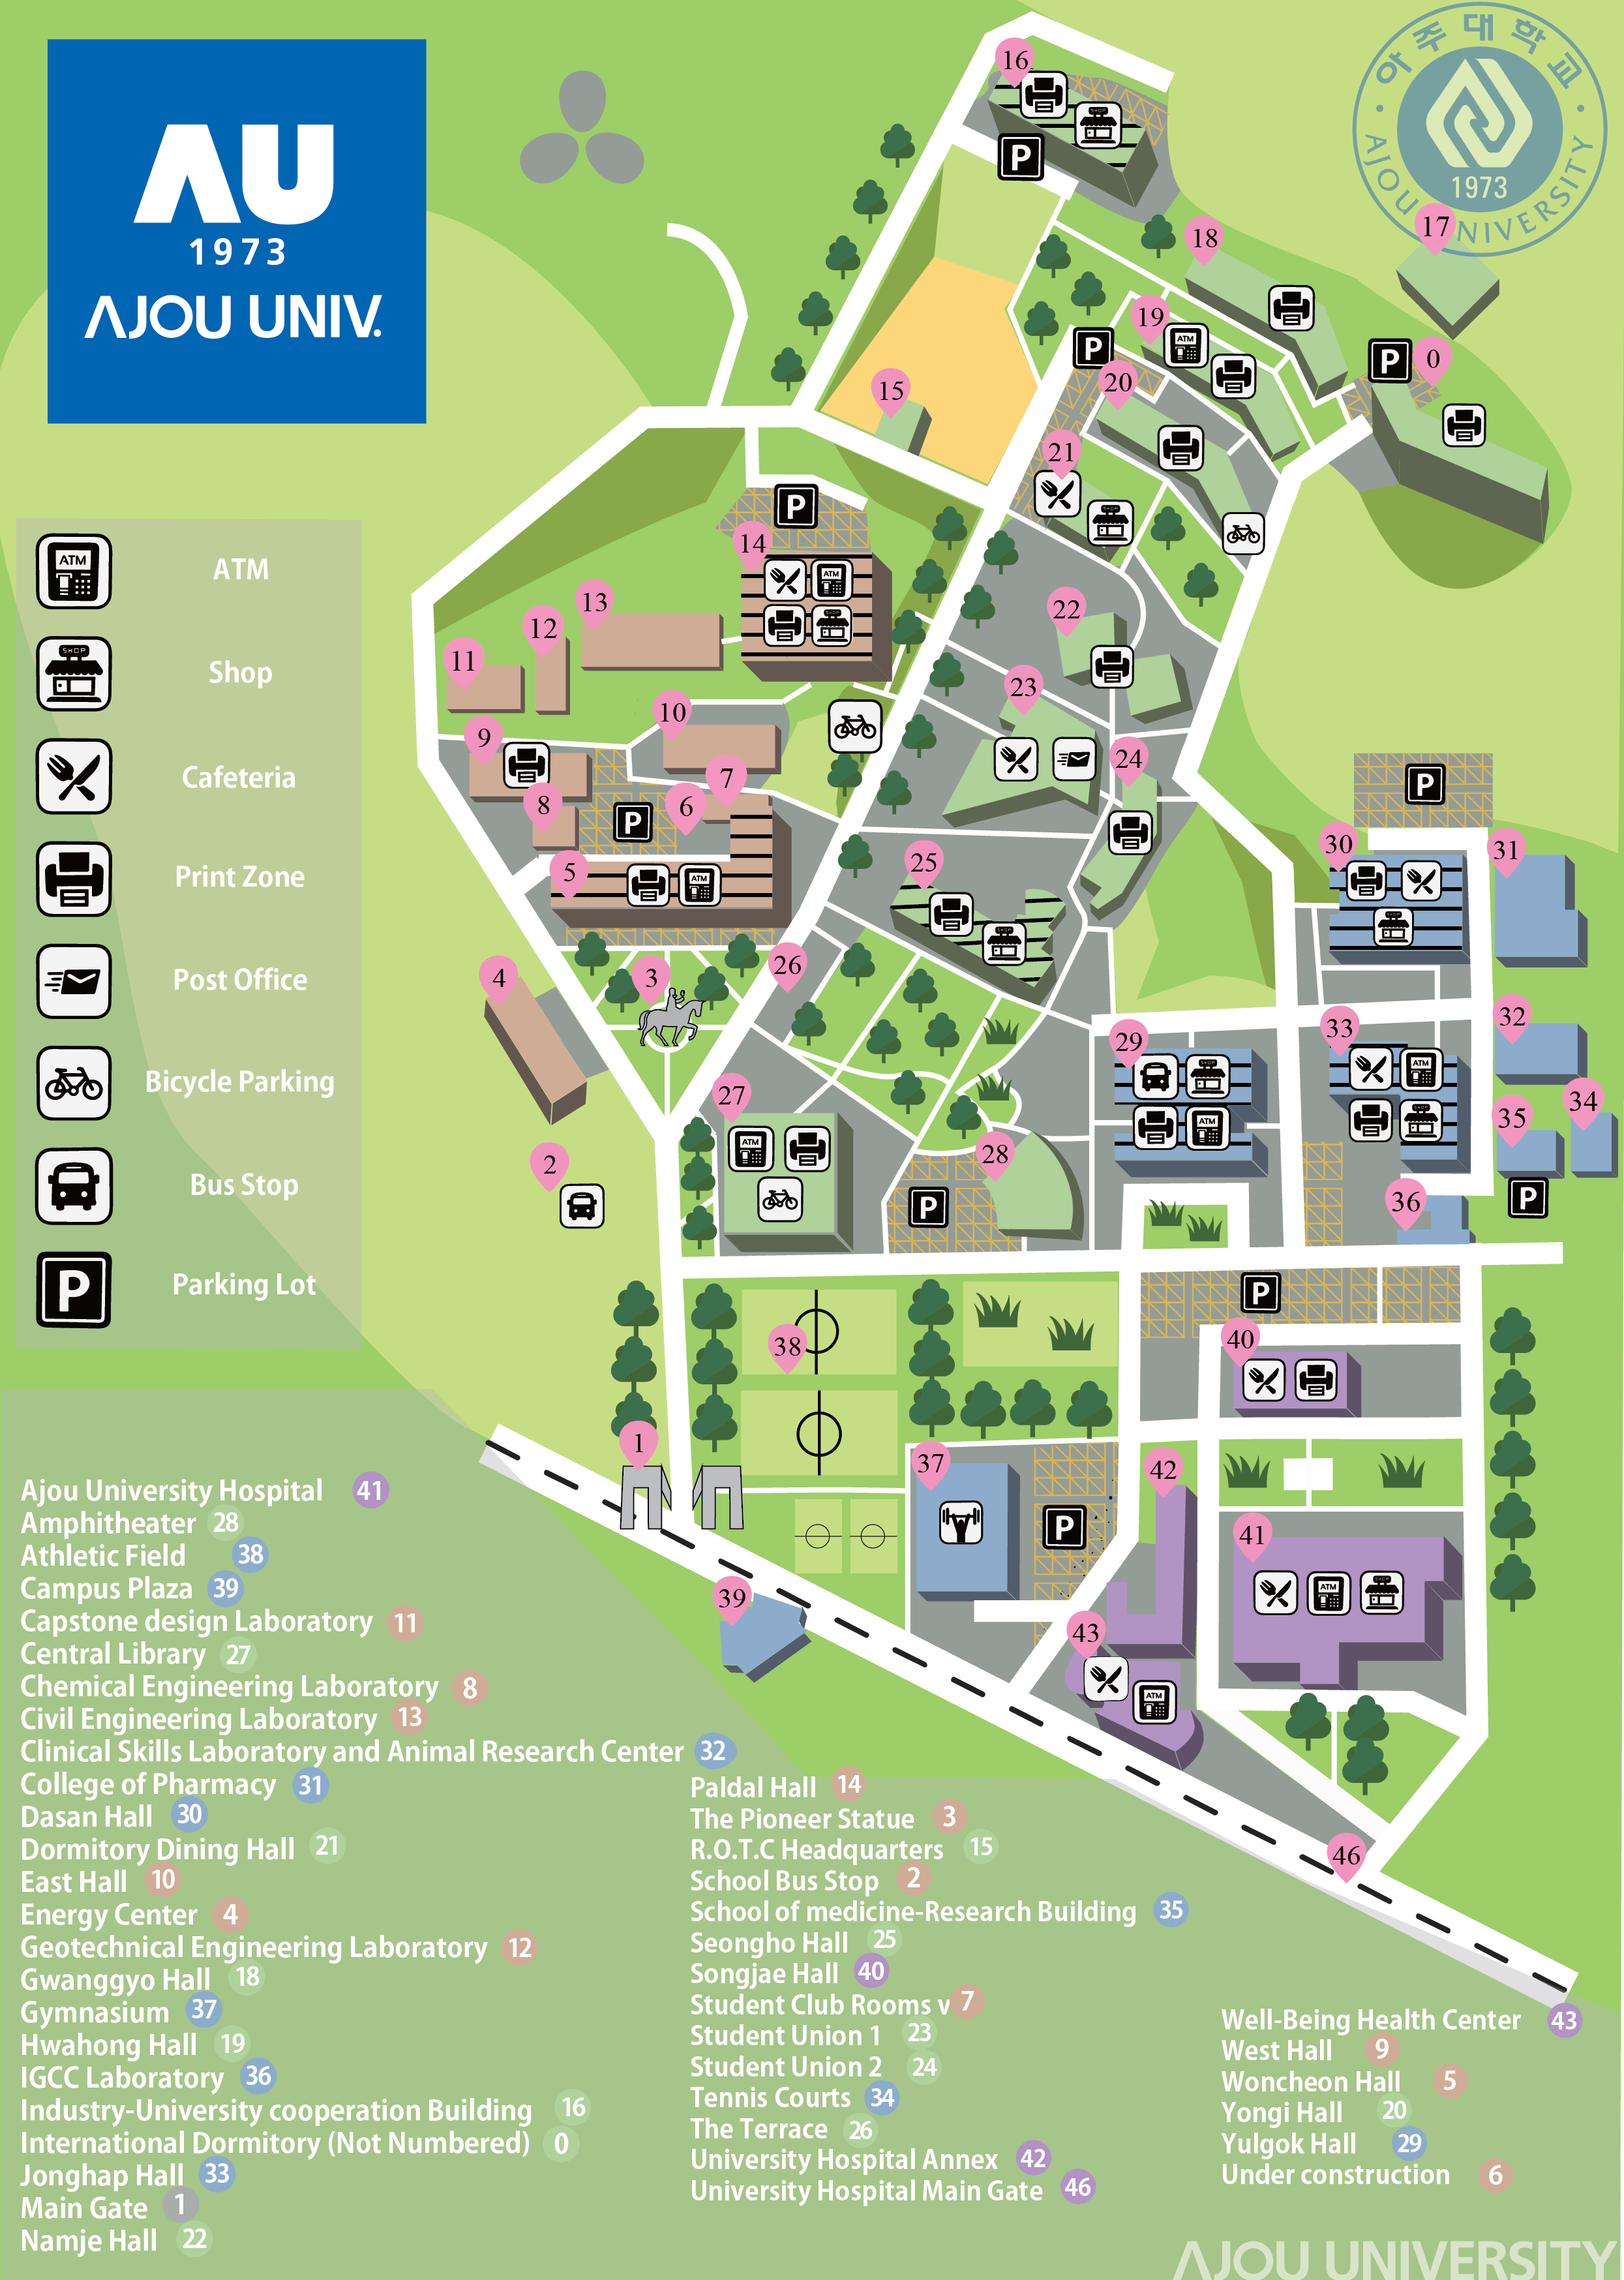 AU
1973
AJOU UNIV.
아주대학교
1973
AJOU UNIVERSITY
16
17
18
19
0
20
15
21
14
13
12
11
22
23
10
9
7
24
8
6
5
25
30
31
26
4
3
32
33
29
34
35
27
28
2
36
38
40
1
37
42
41
39
43
46
ATM
Shop
Cafeteria
Print Zone
Post Office
Bicycle Parking
Bus Stop
P Parking Lot
Ajou University Hospital 41
Amphitheater 28
Athletic Field 38
Campus Plaza 39
Capstone design Laboratory 11
Central Library 27
Chemical Engineering Laboratory 8
Civil Engineering Laboratory 13
Clinical Skills Laboratory and Animal Research Center 32
College of Pharmacy 31
Dasan Hall 30
Dormitory Dining Hall 21
East Hall 10
Energy Center 4
Geotechnical Engineering Laboratory 12
Gwanggyo Hall 18
Gymnasium 37
Hwahong Hall 19
IGCC Laboratory 36
Industry-University cooperation Building 16
International Dormitory (Not Numbered) 0
Jonghap Hall 33
Main Gate 1
Namje Hall 22
Paldal Hall 14
The Pioneer Statue 3
R.O.T.C Headquarters 15
School Bus Stop 2
School of medicine-Research Building 35
Seongho Hall 25
Songjae Hall 40
Student Club Rooms v 7
Student Union 1 23
Student Union 2 24
Tennis Courts 34
The Terrace 26
University Hospital Annex 42
University Hospital Main Gate 46
Well-Being Health Center 43
West Hall 9
Woncheon Hall 5
Yongi Hall 20
Yulgok Hall 29
Under construction 6
AJOU UNIVERSITY